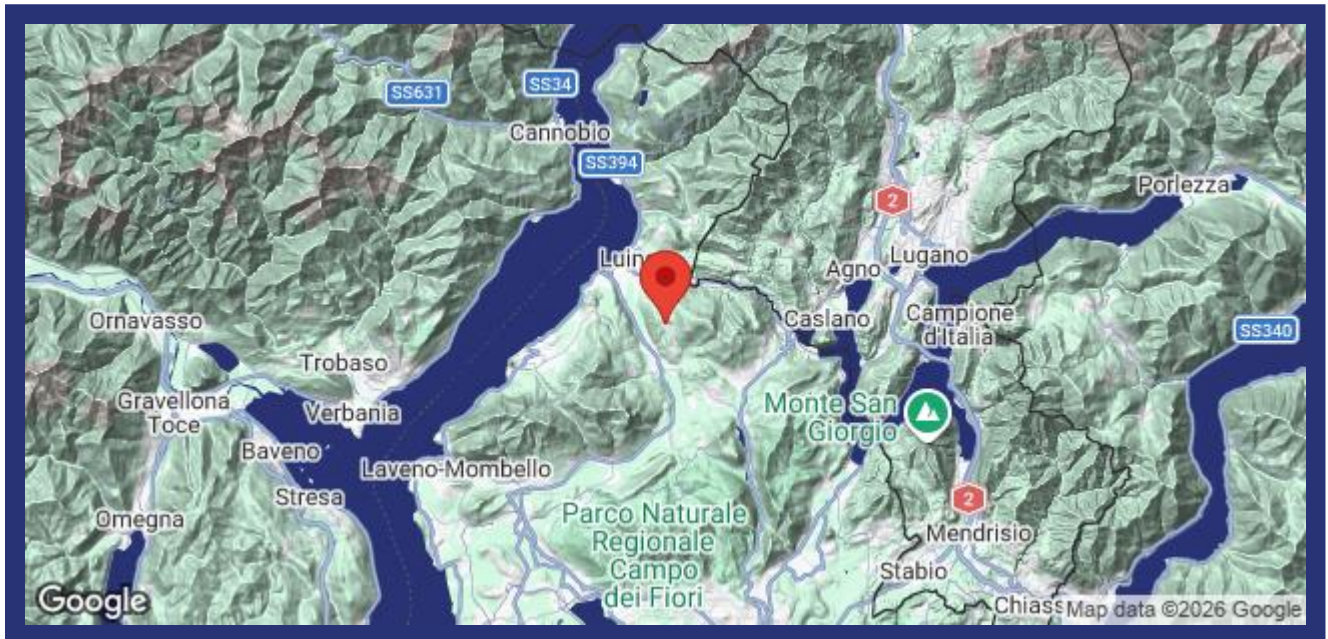 SS631
SS34
Cannobio
SS394
Porlezza
2
Luin
Agno
Lugano
Ornavasso
Caslano
Campione
d'Italia
SS340
Trobaso
Gravellona
Toce
Verbania
Monte San
Giorgio
Baveno
Laveno-Mombello
Stresa
2
Omegna
Parco Naturale
Regionale
Campo
dei Fiori
Mendrisio
Stabio
Google
Chiass
Map data ©2026 Google